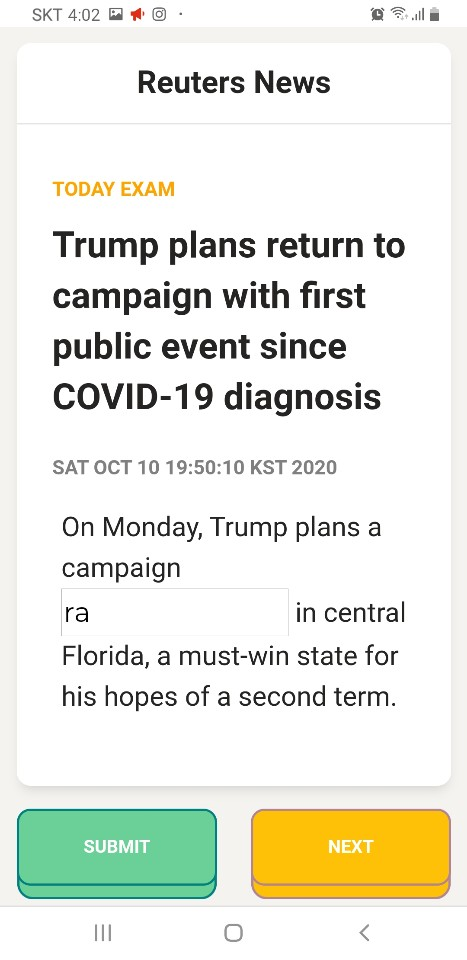 SKT 4:02
Reuters News
TODAY EXAM
Trump plans return to
campaign with first
public event since
COVID-19 diagnosis
SAT OCT 10 19:50:10 KST 2020
On Monday, Trump plans a
campaign
ra in central
Florida, a must-win state for
his hopes of a second term.
SUBMIT NEXT